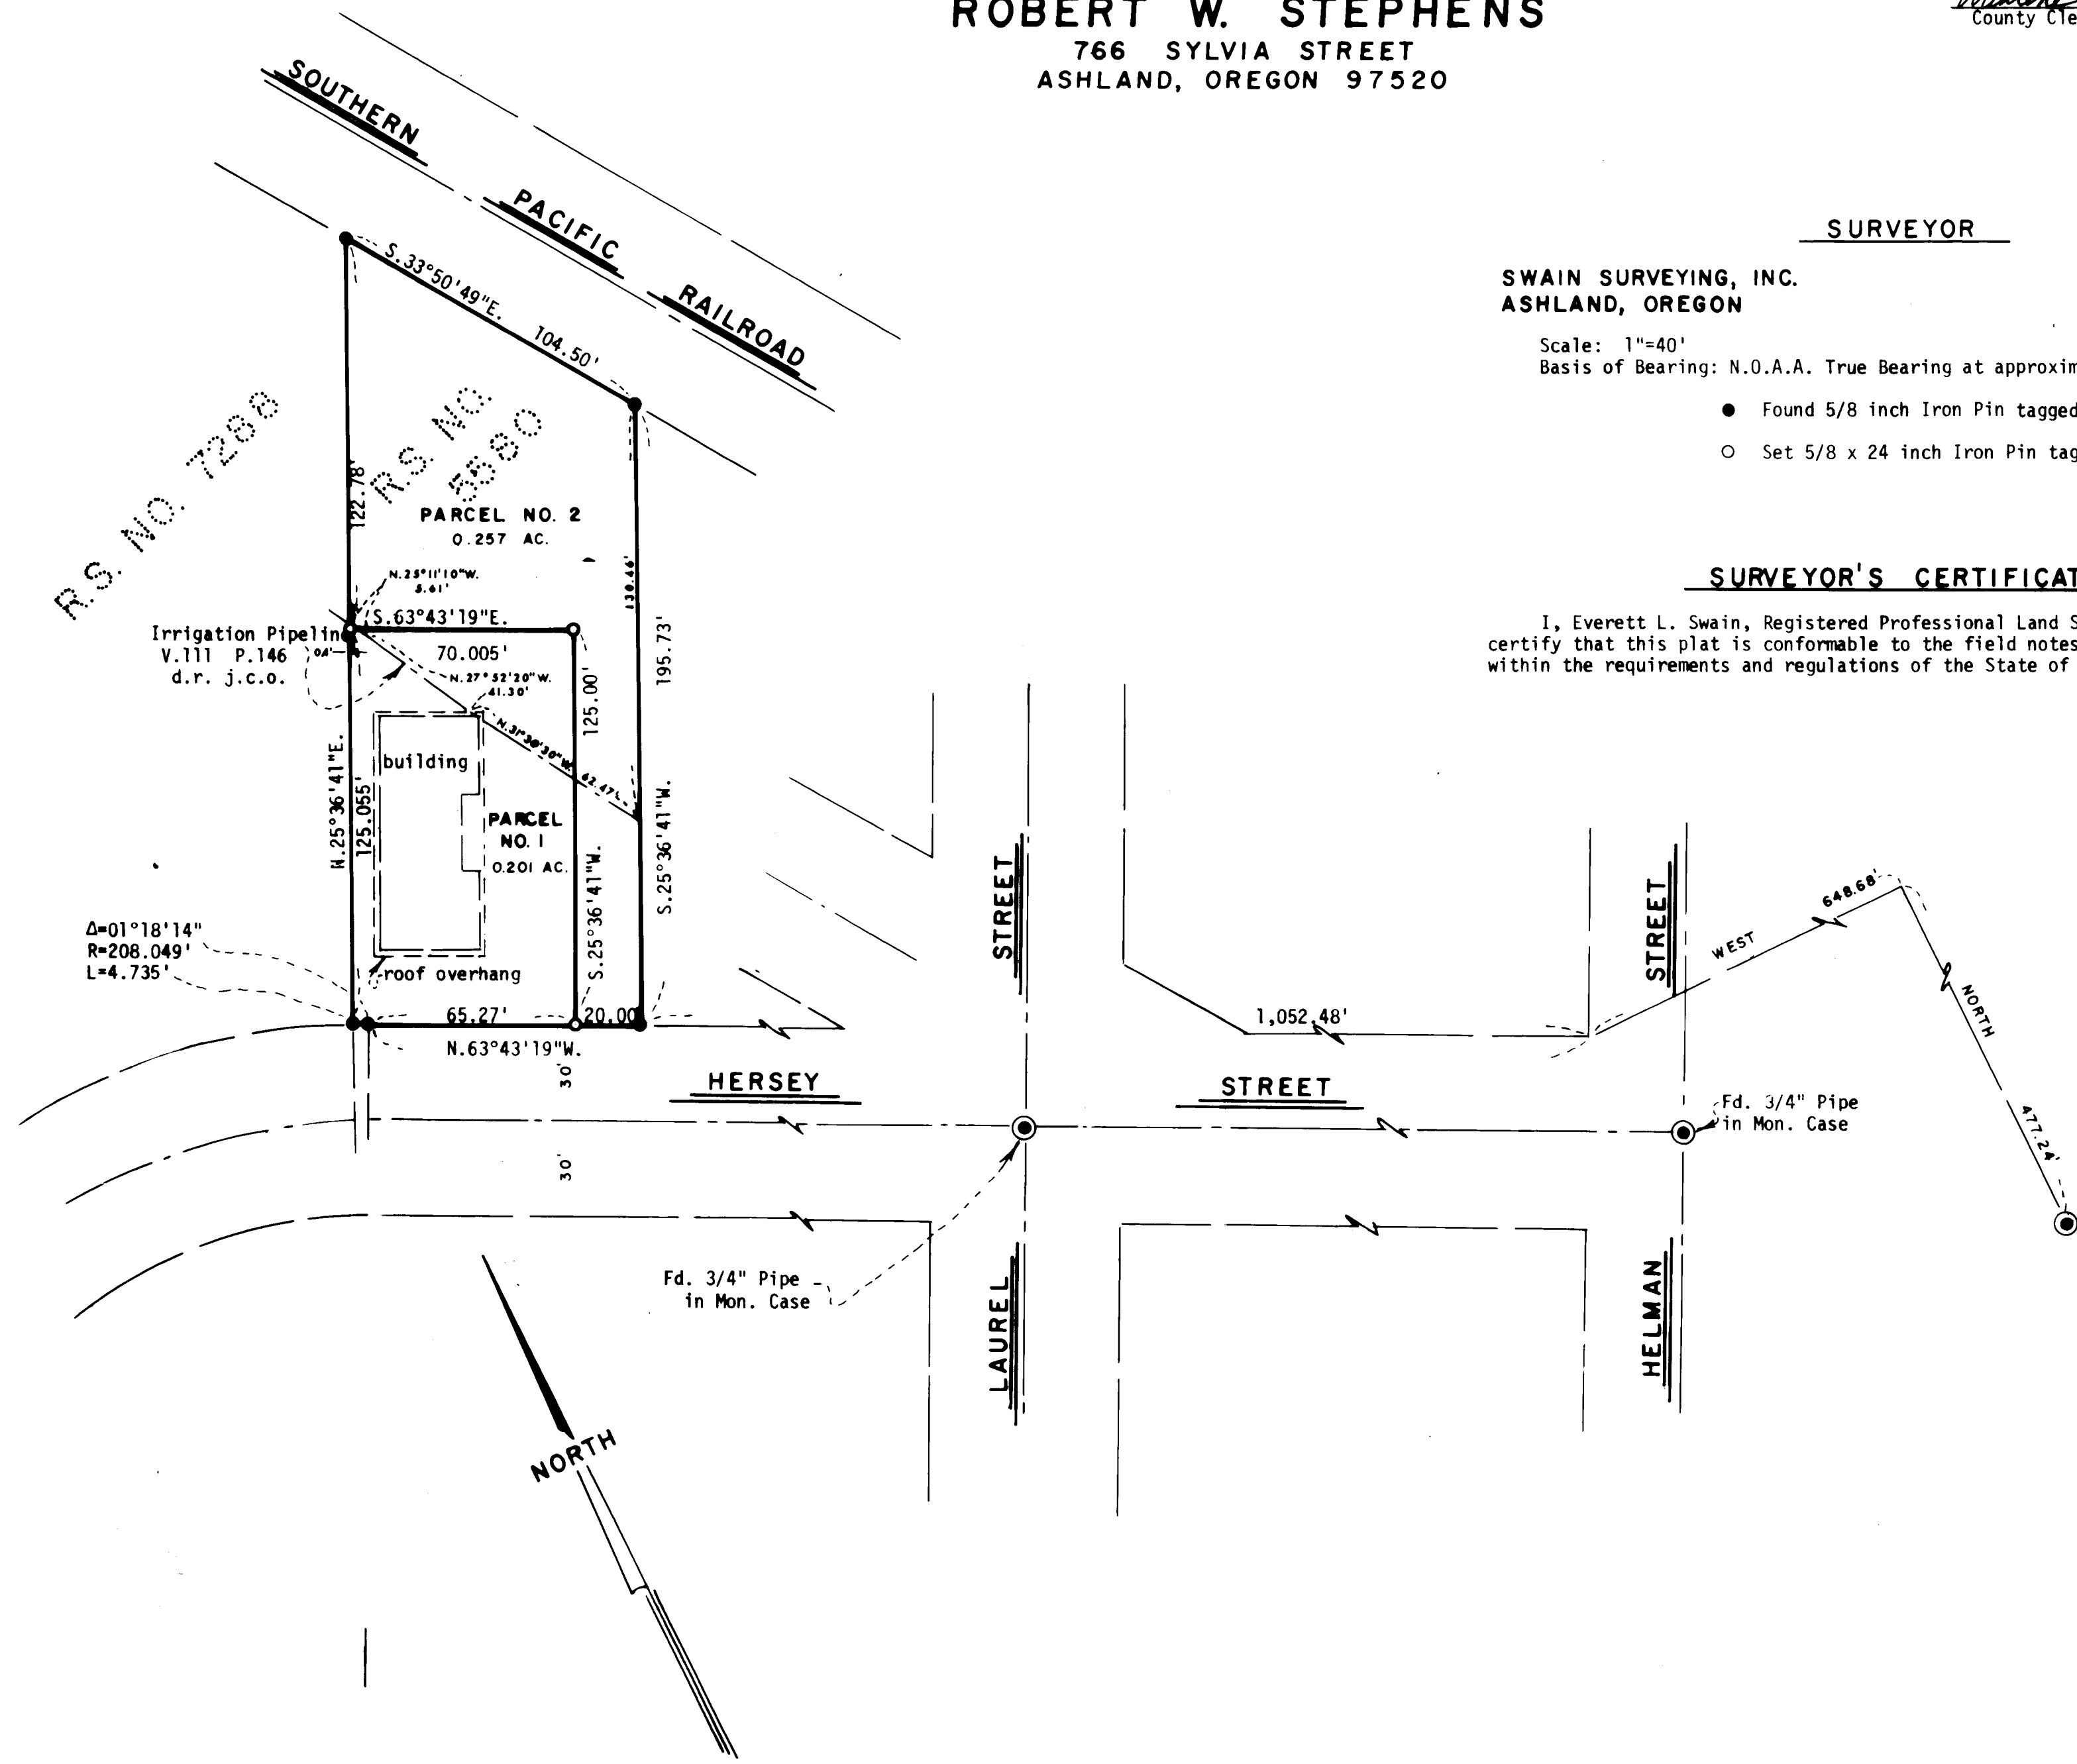 ROBERT W. STEPHENS
766 SYLVIA STREET
ASHLAND, OREGON 97520
County Cle
SOUTHERN
PACIFIC
RAILROAD
SURVEYOR
SWAIN SURVEYING, INC.
ASHLAND, OREGON
Scale: 1"=40'
Basis of Bearing: N.O.A.A. True Bearing at approxim
Found 5/8 inch Iron Pin tagged
Set 5/8 x 24 inch Iron Pin tag
SURVEYOR'S CERTIFICAT
I, Everett L. Swain, Registered Professional Land S
certify that this plat is conformable to the field notes
within the requirements and regulations of the State of
S.33°50'49"E.
104.50'
R.S. NO. 7288
R.S. NO.
5580
122.78'
PARCEL NO. 2
0.257 AC.
N.25°11'10"W.
5.61'
130.46'
195.73'
S.63°43'19"E.
70.005'
Irrigation Pipelin
V.111 P.146
d.r. j.c.o.
0.4'
N.27°52'20"W.
41.30'
125.00'
N.31°30'30"W.
62.47'
building
N.25°36'41"E.
125.055'
PARCEL
NO. 1
0.201 AC.
S.25°36'41"W.
S.25°36'41"W.
Δ=01°18'14"
R=208.049'
L=4.735'
roof overhang
65.27'
20.00
N.63°43'19"W.
30'
30'
HERSEY
STREET
STREET
LAUREL
1,052.48'
STREET
HELMAN
WEST
648.68'
NORTH
477.24'
Fd. 3/4" Pipe
in Mon. Case
Fd. 3/4" Pipe
in Mon. Case
NORTH